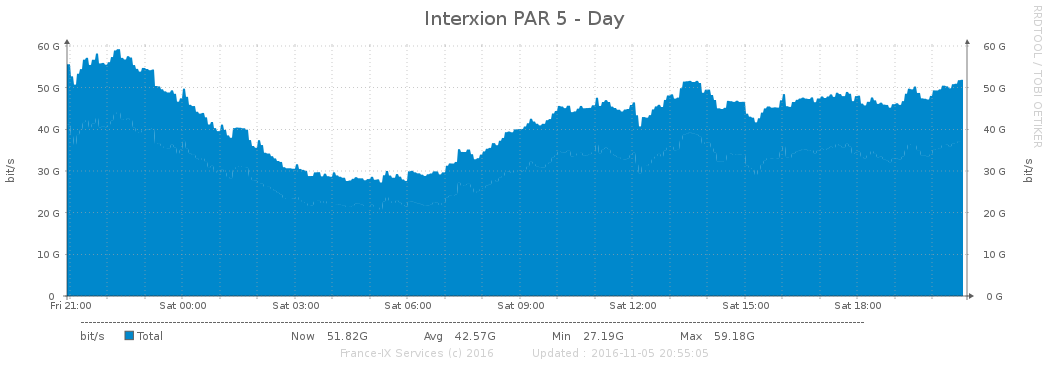 Interxion PAR 5 - Day
RRDTOOL / TOBI OETIKER
60 G 60 G
50 G 50 G
40 G 40 G
30 G 30 G
20 G 20 G
10 G 10 G
0 0 G
bit/s bit/s
Fri 21:00 Sat 00:00 Sat 03:00 Sat 06:00 Sat 09:00 Sat 12:00 Sat 15:00 Sat 18:00
bit/s Total Now 51.82G Avg 42.57G Min 27.19G Max 59.18G
France-IX Services (c) 2016 Updated : 2016-11-05 20:55:05